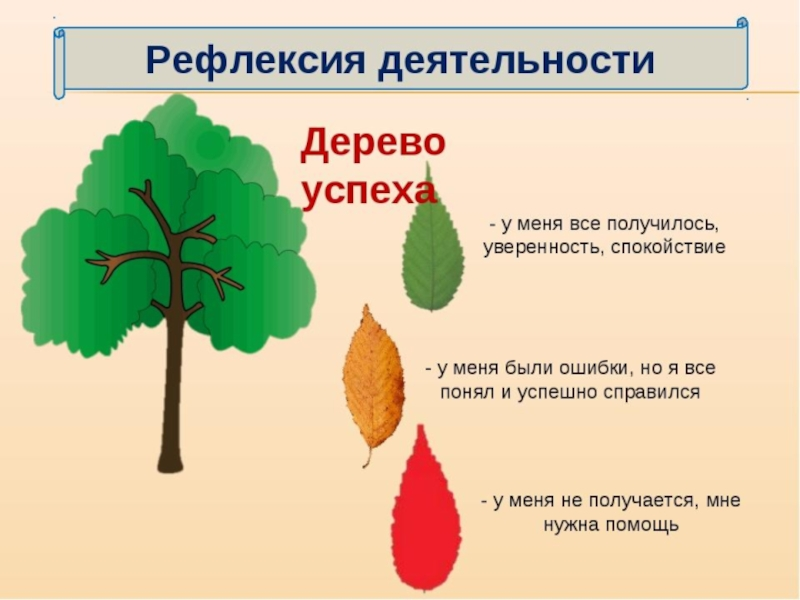 Рефлексия деятельности
Дерево
успеха
- у меня все получилось,
уверенность, спокойствие
- у меня были ошибки, но я все
понял и успешно справился
- у меня не получается, мне
нужна помощь